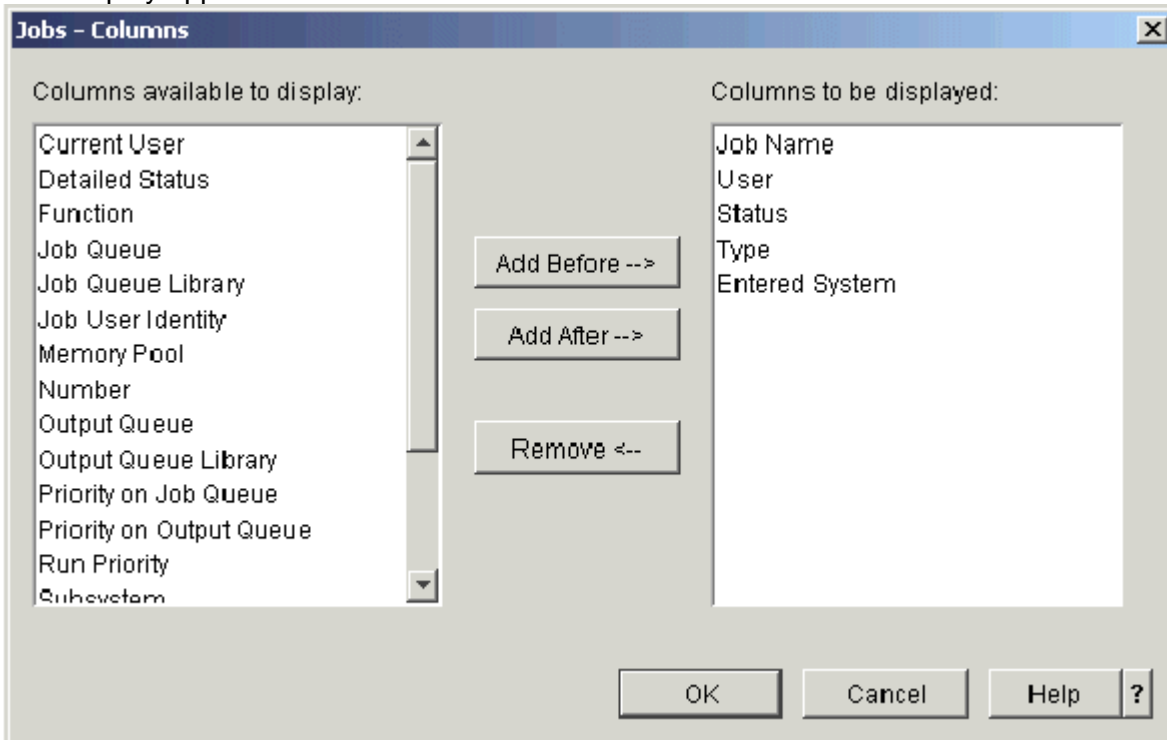 Jobs - Columns
Columns available to display:
Current User
Detailed Status
Function
Job Queue
Job Queue Library
Job User Identity
Memory Pool
Number
Output Queue
Output Queue Library
Priority on Job Queue
Priority on Output Queue
Run Priority
Subsystem
Add Before -->
Add After -->
Remove <--
Columns to be displayed:
Job Name
User
Status
Type
Entered System
OK
Cancel
Help
?